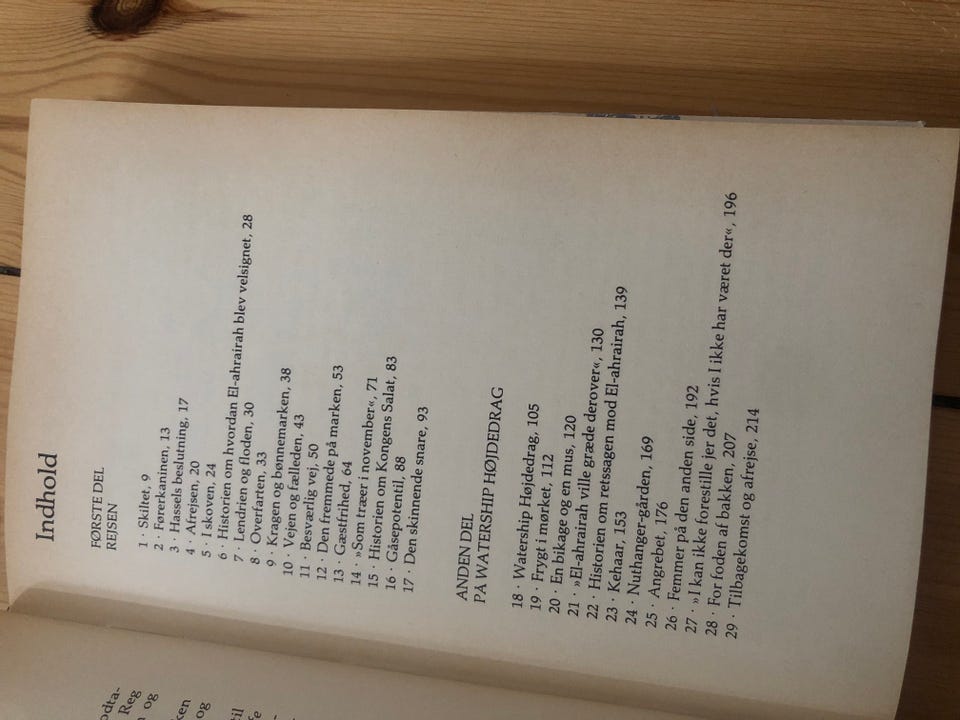 Indhold
FØRSTE DEL
REJSEN
1 · Skiltet, 9
2 · Førerkaninen, 13
3 · Hassels beslutning, 17
4 · Afrejsen, 20
5 · I skoven, 24
6 · Historien om hvordan El-ahrairah blev velsignet, 28
7 · Lendrien og floden, 30
8 · Overfarten, 33
9 · Kragen og bønnemarken, 38
10 · Vejen og fælleden, 43
11 · Besværlig vej, 50
12 · Den fremmede på marken, 53
13 · Gæstfrihed, 64
14 · »Som træer i november«, 71
15 · Historien om Kongens Salat, 83
16 · Gåsepotentil, 88
17 · Den skinnende snare, 93
ANDEN DEL
PÅ WATERSHIP HØJDEDRAG
18 · Watership Højdedrag, 105
19 · Frygt i mørket, 112
20 · En bikage og en mus, 120
21 · »El-ahrairah ville græde derover«, 130
22 · Historien om retssagen mod El-ahrairah, 139
23 · Kehaar, 153
24 · Nuthanger-gården, 169
25 · Angrebet, 176
26 · Femmer på den anden side, 192
27 · »I kan ikke forestille jer det, hvis I ikke har været der«, 196
28 · For foden af bakken, 207
29 · Tilbagekomst og afrejse, 214
Reg
og
og